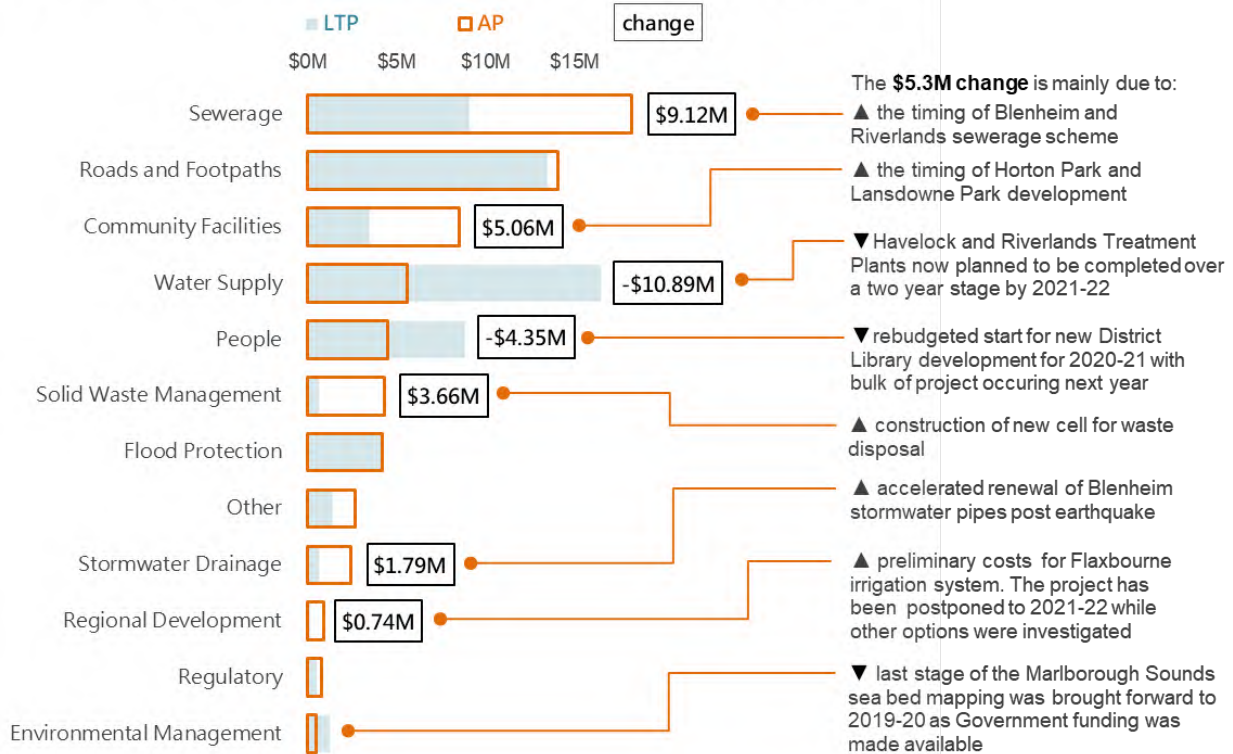 LTP AP change
$0M $5M $10M $15M
The $5.3M change is mainly due to:
Sewerage $9.12M
▲ the timing of Blenheim and
Riverlands sewerage scheme
Roads and Footpaths
▲ the timing of Horton Park and
Lansdowne Park development
Community Facilities $5.06M
Water Supply -$10.89M
▼ Havelock and Riverlands Treatment
Plants now planned to be completed over
a two year stage by 2021-22
People -$4.35M
▼ rebudgeted start for new District
Library development for 2020-21 with
bulk of project occuring next year
Solid Waste Management $3.66M
▲ construction of new cell for waste
disposal
Flood Protection
Other
▲ accelerated renewal of Blenheim
stormwater pipes post earthquake
Stormwater Drainage $1.79M
▲ preliminary costs for Flaxbourne
irrigation system. The project has
been postponed to 2021-22 while
other options were investigated
Regional Development $0.74M
Regulatory
▼ last stage of the Marlborough Sounds
sea bed mapping was brought forward to
2019-20 as Government funding was
made available
Environmental Management